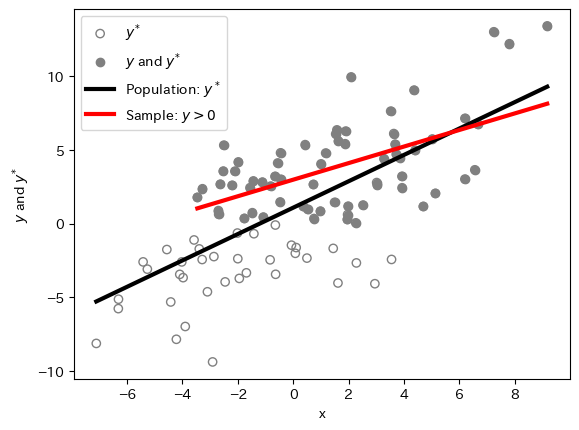 y*
y and y*
Population: y*
Sample: y > 0
10
5
0
−5
−10
y and y*
−6
−4
−2
0
2
4
6
8
x